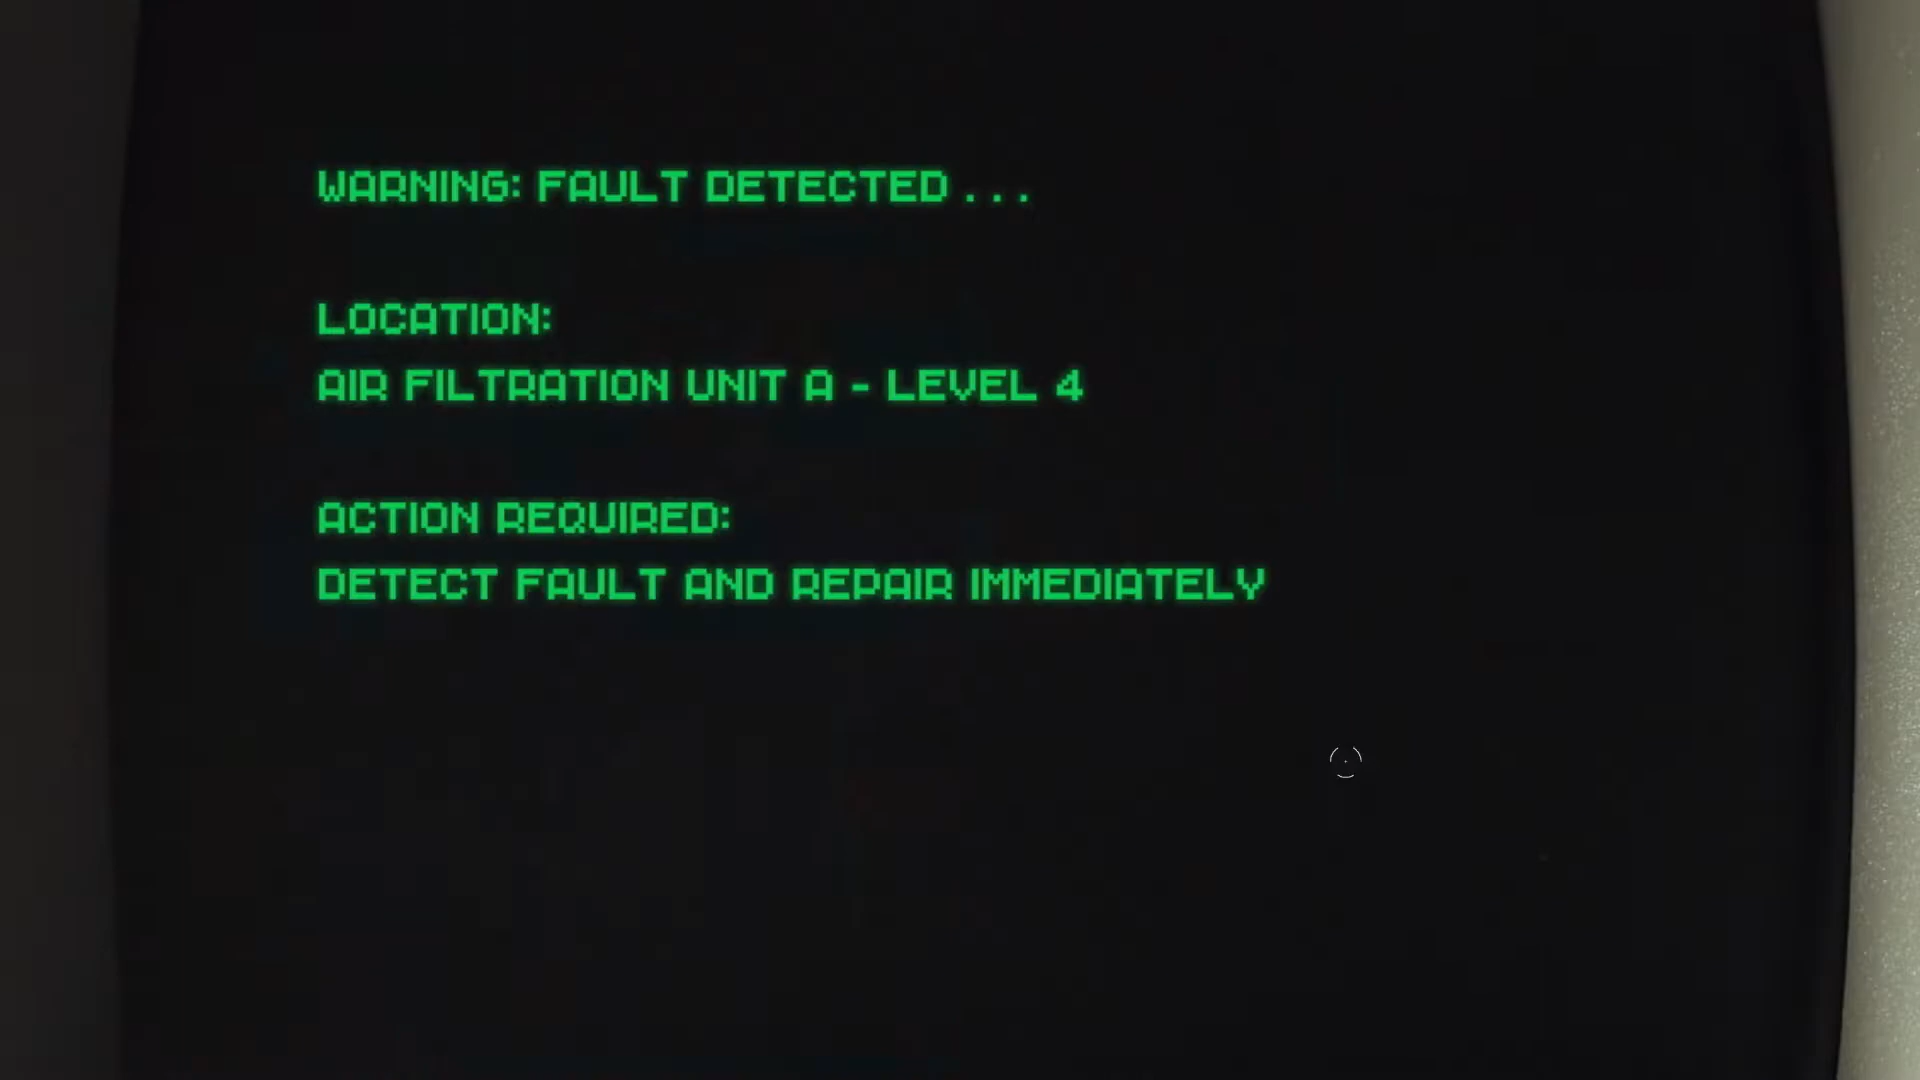 WARNING: FAULT DETECTED . . .
LOCATION:
AIR FILTRATION UNIT A - LEVEL 4
ACTION REQUIRED:
DETECT FAULT AND REPAIR IMMEDIATELY